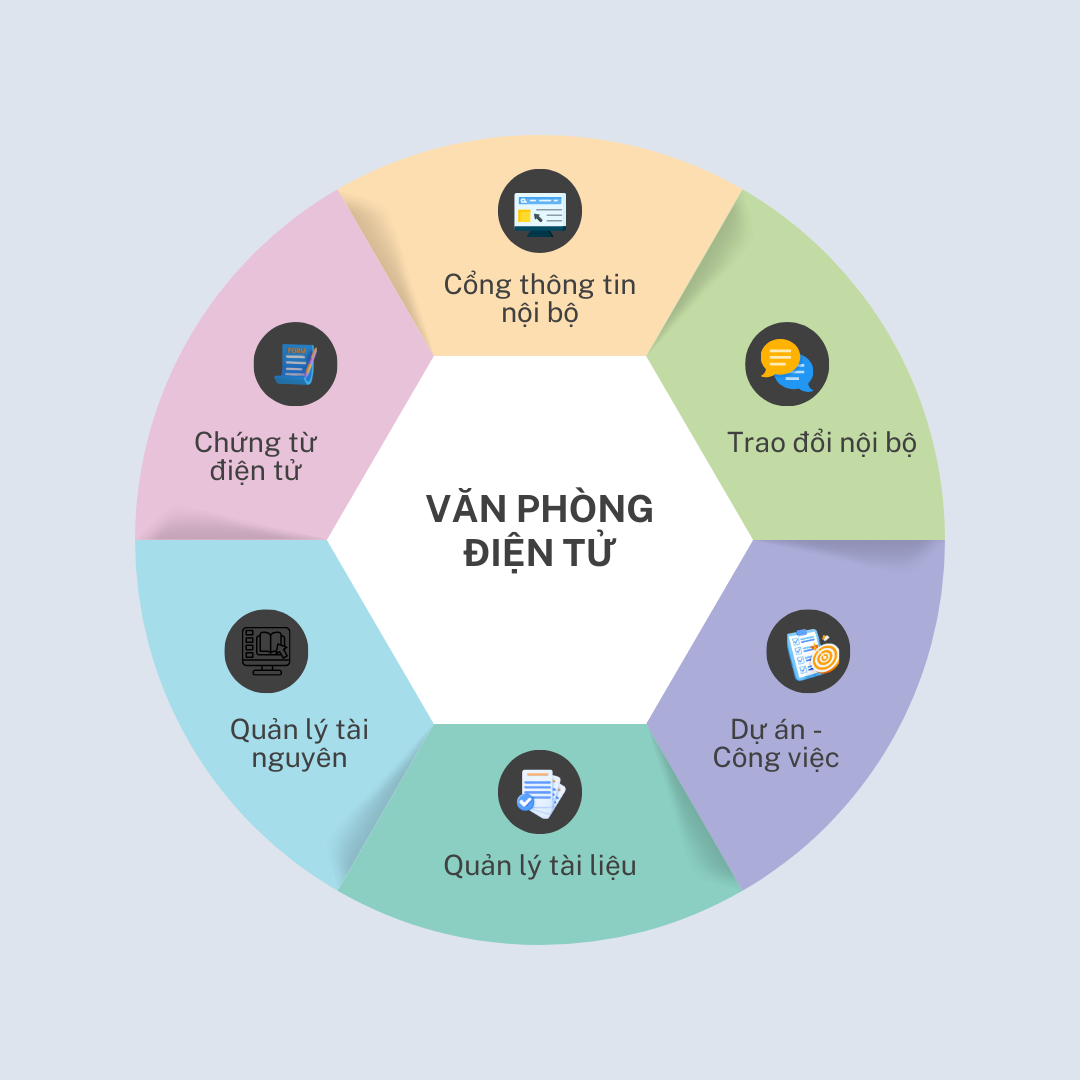 Cổng thông tin
nội bộ
Trao đổi nội bộ
Chứng từ
điện tử
VĂN PHÒNG
ĐIỆN TỬ
Quản lý tài
nguyên
Dự án -
Công việc
Quản lý tài liệu
FORM